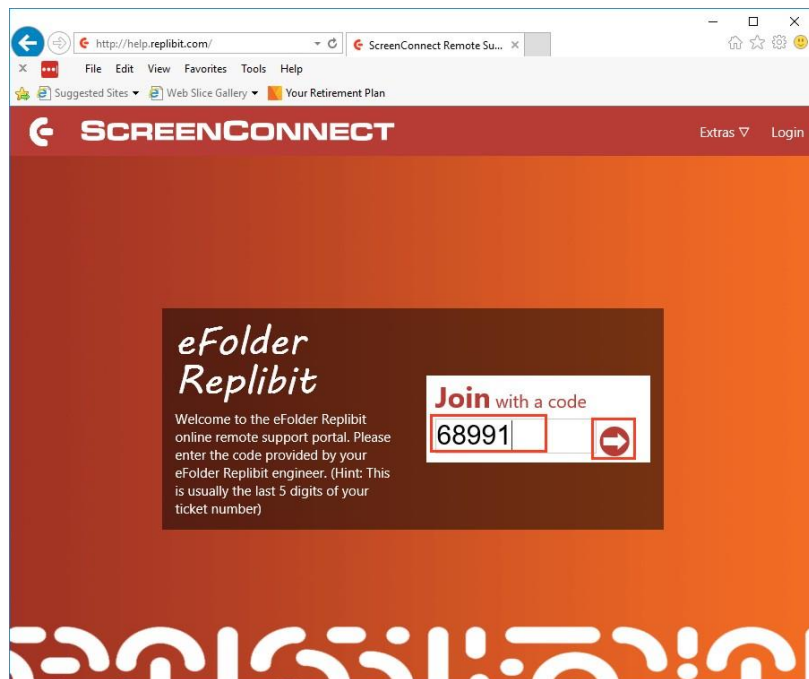 http://help.replibit.com/
ScreenConnect Remote Su...
File Edit View Favorites Tools Help
Suggested Sites Web Slice Gallery Your Retirement Plan
SCREENCONNECT
Extras Login
eFolder
Replibit
Welcome to the eFolder Replibit
online remote support portal. Please
enter the code provided by your
eFolder Replibit engineer. (Hint: This
is usually the last 5 digits of your
ticket number)
Join with a code
68991